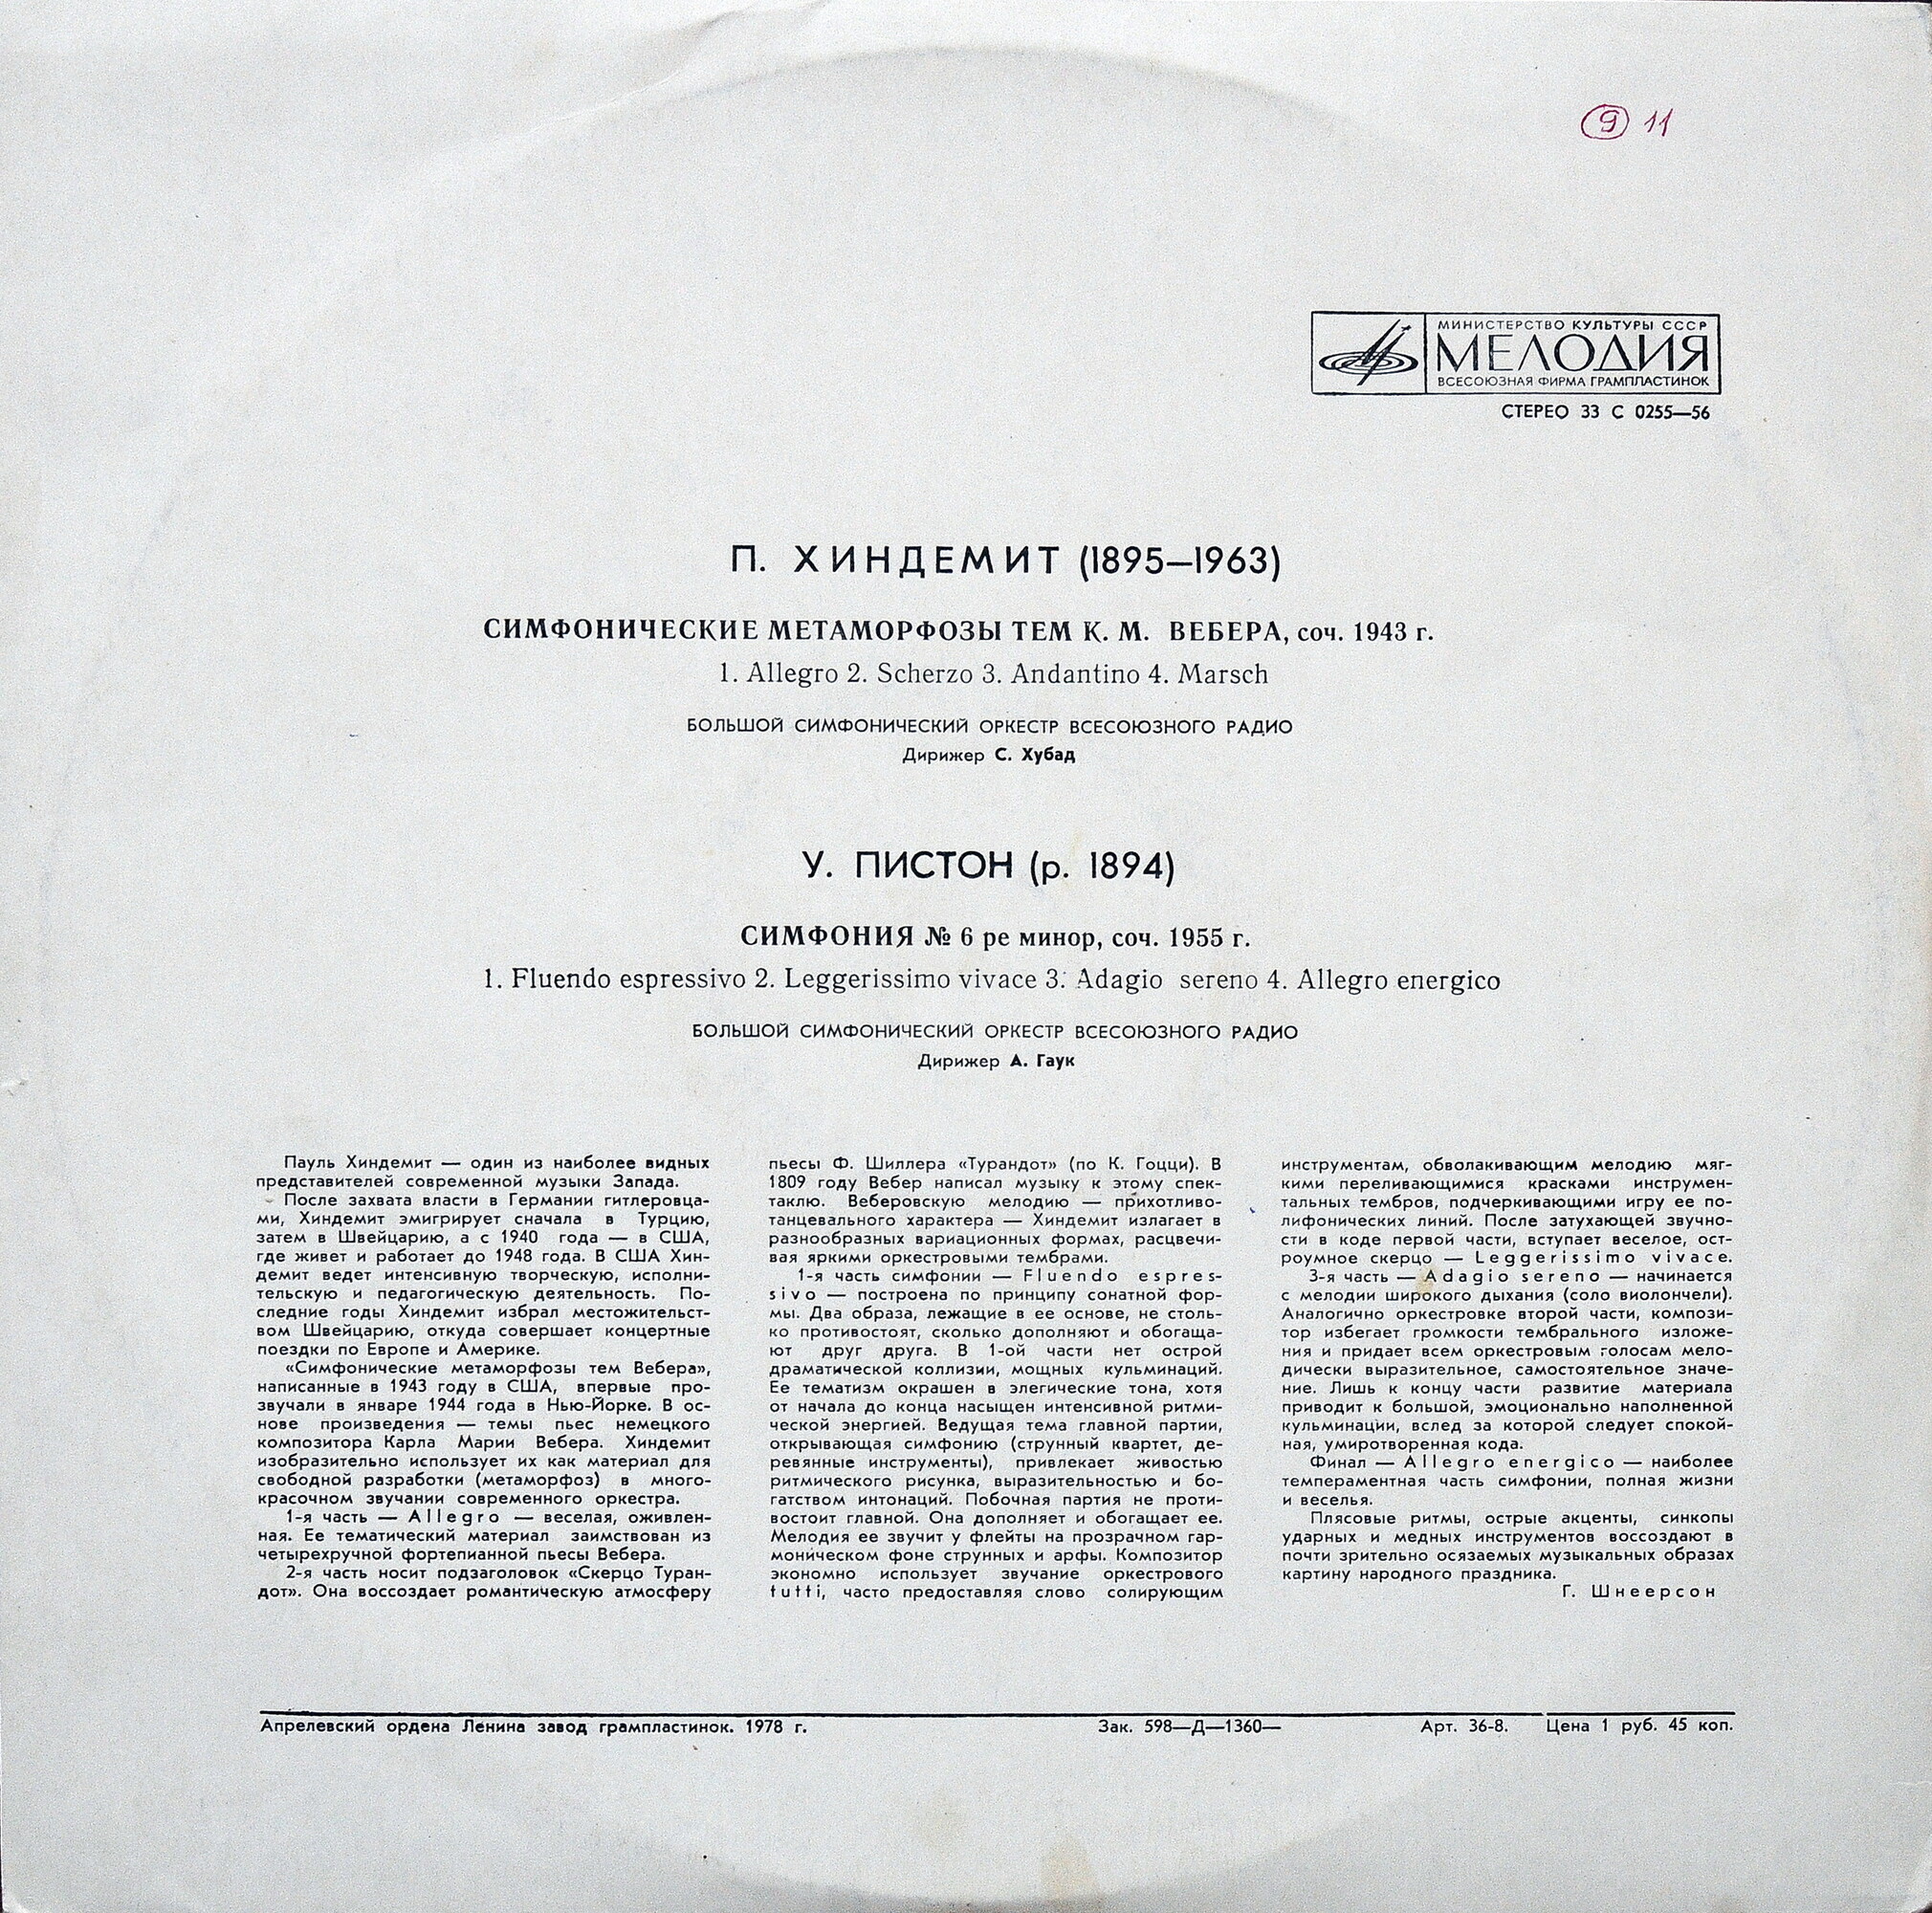 9 11
МИНИСТЕРСТВО КУЛЬТУРЫ СССР
МЕЛОДИЯ
ВСЕСОЮЗНАЯ ФИРМА ГРАМПЛАСТИНОК
СТЕРЕО 33 С 0255—56
П. ХИНДЕМИТ (1895—1963)
СИМФОНИЧЕСКИЕ МЕТАМОРФОЗЫ ТЕМ К. М. ВЕБЕРА, соч. 1943 г.
1. Allegro 2. Scherzo 3. Andantino 4. Marsch
БОЛЬШОЙ СИМФОНИЧЕСКИЙ ОРКЕСТР ВСЕСОЮЗНОГО РАДИО
Дирижер С. Хубад
У. ПИСТОН (р. 1894)
СИМФОНИЯ № 6 ре минор, соч. 1955 г.
1. Fluendo espressivo 2. Leggerissimo vivace 3. Adagio sereno 4. Allegro energico
БОЛЬШОЙ СИМФОНИЧЕСКИЙ ОРКЕСТР ВСЕСОЮЗНОГО РАДИО
Дирижер А. Гаук
Пауль Хиндемит — один из наиболее видных
представителей современной музыки Запада.
После захвата власти в Германии гитлеровца-
ми, Хиндемит эмигрирует сначала в Турцию,
затем в Швейцарию, а с 1940 года — в США,
где живет и работает до 1948 года. В США Хин-
демит ведет интенсивную творческую, исполни-
тельскую и педагогическую деятельность. По-
следние годы Хиндемит избрал местожительст-
вом Швейцарию, откуда совершает концертные
поездки по Европе и Америке.
«Симфонические метаморфозы тем Вебера»,
написанные в 1943 году в США, впервые про-
звучали в январе 1944 года в Нью-Йорке. В ос-
нове произведения — темы пьес немецкого
композитора Карла Марии Вебера. Хиндемит
изобразительно использует их как материал для
свободной разработки (метаморфоз) в много-
красочном звучании современного оркестра.
1-я часть — Allegro — веселая, оживлен-
ная. Ее тематический материал заимствован из
четырехручной фортепианной пьесы Вебера.
2-я часть носит подзаголовок «Скерцо Туран-
дот». Она воссоздает романтическую атмосферу
пьесы Ф. Шиллера «Турандот» (по К. Гоцци). В
1809 году Вебер написал музыку к этому спек-
таклю. Веберовскую мелодию — прихотливо-
танцевального характера — Хиндемит излагает в
разнообразных вариационных формах, расцвечи-
вая яркими оркестровыми тембрами.
1-я часть симфонии — Fluendo espres-
sivo — построена по принципу сонатной фор-
мы. Два образа, лежащие в ее основе, не столь-
ко противостоят, сколько дополняют и обогаща-
ют друг друга. В 1-ой части нет острой
драматической коллизии, мощных кульминаций.
Ее тематизм окрашен в элегические тона, хотя
от начала до конца насыщен интенсивной ритми-
ческой энергией. Ведущая тема главной партии,
открывающая симфонию (струнный квартет, де-
ревянные инструменты), привлекает живостью
ритмического рисунка, выразительностью и бо-
гатством интонаций. Побочная партия не проти-
востоит главной. Она дополняет и обогащает ее.
Мелодия ее звучит у флейты на прозрачном гар-
моническом фоне струнных и арфы. Композитор
экономно использует звучание оркестрового
tutti, часто предоставляя слово солирующим
инструментам, обволакивающим мелодию мяг-
кими переливающимися красками инструмен-
тальных тембров, подчеркивающими игру ее по-
лифонических линий. После затухающей звучно-
сти в коде первой части, вступает веселое, ост-
роумное скерцо — Leggerissimo vivace.
3-я часть — Adagio sereno — начинается
с мелодии широкого дыхания (соло виолончели).
Аналогично оркестровке второй части, компози-
тор избегает громкости тембрального изложе-
ния и придает всем оркестровым голосам мело-
дически выразительное, самостоятельное значе-
ние. Лишь к концу части развитие материала
приводит к большой, эмоционально наполненной
кульминации, вслед за которой следует спокой-
ная, умиротворенная кода.
Финал — Allegro energico — наиболее
темпераментная часть симфонии, полная жизни
и веселья.
Плясовые ритмы, острые акценты, синкопы
ударных и медных инструментов воссоздают в
почти зрительно осязаемых музыкальных образах
картину народного праздника.
Г. Шнеерсон
Апрелевский ордена Ленина завод грампластинок. 1978 г. Зак. 598—Д—1360— Арт. 36-8. Цена 1 руб. 45 коп.